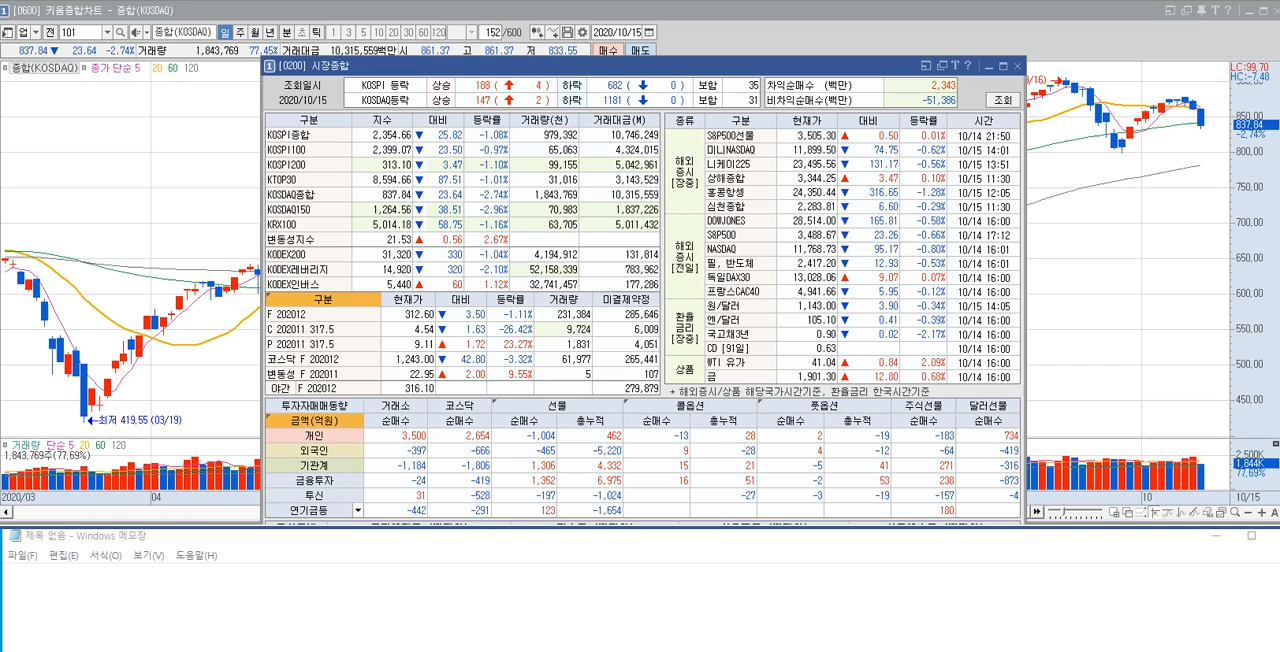 [0600] 키움종합차트 - 종합(KOSDAQ)
업 전 101 종합(KOSDAQ) 일 주 월 년 분 초 틱 1 3 5 10 20 30 60 120 152 /600 2020/10/15
837.84 ▼ 23.64 -2.74% 거래량 1,843,769 77.45% 거래대금 10,315,559백만 시 861.37 고 861.37 저 833.55 매수 매도
종합(KOSDAQ) 종가 단순 5 20 60 120
LC:99.70
HC:-7.48
850.00
837.84
-2.74%
800.00
750.00
700.00
650.00
600.00
550.00
500.00
450.00
최저 419.55 (03/19)
거래량 단순 5 20 60 120
1,843,769주(77.69%)
2,500K
1,844K
77.69%
2020/03 04 10 10/15
[0200] 시장종합
조회일시 KOSPI 등락 상승 188 ( ↑ 4 ) 하락 682 ( ↓ 0 ) 보합 35 차익순매수 (백만) 2,343
2020/10/15 KOSDAQ등락 상승 147 ( ↑ 2 ) 하락 1181 ( ↓ 0 ) 보합 31 비차익순매수(백만) -51,386 조회
구분 지수 대비 등락률 거래량(천) 거래대금(M)
KOSPI종합 2,354.66 ▼ 25.82 -1.08% 959,392 10,746,249
KOSPI100 2,399.07 ▼ 23.50 -0.97% 65,063 4,324,015
KOSPI200 313.10 ▼ 3.47 -1.10% 99,155 5,042,961
KTOP30 8,594.66 ▼ 87.51 -1.01% 31,016 3,143,529
KOSDAQ종합 837.84 ▼ 23.64 -2.74% 1,843,769 10,315,559
KOSDAQ150 1,264.56 ▼ 38.51 -2.96% 70,983 1,837,226
KRX100 5,014.18 ▼ 58.75 -1.16% 63,705 5,011,432
변동성지수 21.53 ▲ 0.56 2.67%
KODEX200 31,320 ▼ 330 -1.04% 4,194,912 131,814
KODEX레버리지 14,920 ▼ 320 -2.10% 52,158,339 783,962
KODEX인버스 5,440 ▲ 60 1.12% 32,741,457 177,286
구분 현재가 대비 등락률 거래량 미결제약정
F 202012 312.60 ▼ 3.50 -1.11% 231,384 285,646
C 202011 317.5 4.54 ▼ 1.63 -26.42% 9,724 6,009
P 202011 317.5 9.11 ▲ 1.72 23.27% 1,831 4,051
코스닥 F 202012 1,243.00 ▼ 42.80 -3.32% 61,977 265,441
변동성 F 202011 22.95 ▲ 2.00 9.55% 5 107
야간 F 202012 316.10 279,879
종류 구분 현재가 대비 등락률 시간
해외증시[장중]
S&P500선물 3,505.30 ▲ 0.50 0.01% 10/14 21:50
미니NASDAQ 11,899.50 ▼ 74.75 -0.62% 10/15 14:01
니케이225 23,495.56 ▼ 131.17 -0.56% 10/15 13:51
상해종합 3,344.25 ▲ 3.47 0.10% 10/15 11:30
홍콩항셍 24,350.44 ▼ 316.65 -1.28% 10/15 12:05
심천종합 2,283.81 ▼ 6.60 -0.29% 10/15 11:30
해외증시[전일]
DOWJONES 28,514.00 ▼ 165.81 -0.58% 10/14 16:00
S&P500 3,488.67 ▼ 23.26 -0.66% 10/14 17:12
NASDAQ 11,768.73 ▼ 95.17 -0.80% 10/14 16:01
필, 반도체 2,417.20 ▼ 12.93 -0.53% 10/14 16:01
독일DAX30 13,028.06 ▲ 9.07 0.07% 10/14 16:00
프랑스CAC40 4,941.66 ▼ 5.95 -0.12% 10/14 16:00
환율금리[장중]
원/달러 1,143.00 ▼ 3.90 -0.34% 10/15 14:05
엔/달러 105.10 ▼ 0.41 -0.39% 10/14 16:00
국고채3년 0.90 ▼ 0.02 -2.17% 10/14 16:00
CD [91일] 0.63 10/14 16:00
상품
WTI 유가 41.04 ▲ 0.84 2.09% 10/14 16:00
금 1,901.30 ▲ 12.80 0.68% 10/14 16:00
* 해외증시/상품 해당국가시간기준, 환율금리 한국시간기준
투자자매매동향 거래소 코스닥 선물 콜옵션 풋옵션 주식선물 달러선물
금액(억원) 순매수 순매수 순매수 총누적 순매수 총누적 순매수 총누적 순매수 순매수
개인 3,500 2,654 -1,004 462 -13 28 2 -19 -183 734
외국인 -397 -666 -465 -5,220 9 -28 4 -12 -64 -419
기관계 -1,184 -1,806 1,306 4,332 15 21 -5 41 271 -316
금융투자 -24 -419 1,352 6,975 16 51 -2 53 238 -873
투신 31 -528 -197 -1,024 -27 -3 -19 -157 -4
연기금등 -442 -291 123 -1,654 180
제목 없음 - Windows 메모장
파일(F) 편집(E) 서식(O) 보기(V) 도움말(H)